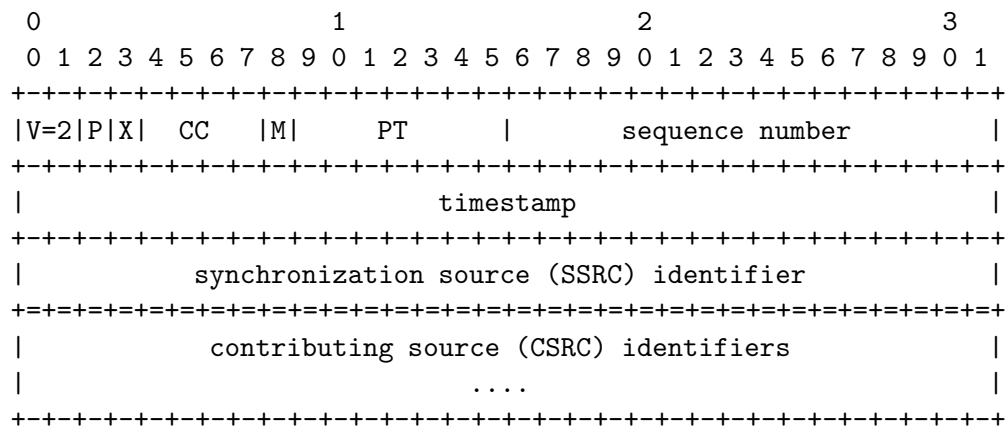 0                   1                   2                   3
 0 1 2 3 4 5 6 7 8 9 0 1 2 3 4 5 6 7 8 9 0 1 2 3 4 5 6 7 8 9 0 1
+-+-+-+-+-+-+-+-+-+-+-+-+-+-+-+-+-+-+-+-+-+-+-+-+-+-+-+-+-+-+-+-+
|V=2|P|X|  CC   |M|     PT      |       sequence number         |
+-+-+-+-+-+-+-+-+-+-+-+-+-+-+-+-+-+-+-+-+-+-+-+-+-+-+-+-+-+-+-+-+
|                           timestamp                           |
+-+-+-+-+-+-+-+-+-+-+-+-+-+-+-+-+-+-+-+-+-+-+-+-+-+-+-+-+-+-+-+-+
|           synchronization source (SSRC) identifier            |
+=+=+=+=+=+=+=+=+=+=+=+=+=+=+=+=+=+=+=+=+=+=+=+=+=+=+=+=+=+=+=+=+
|            contributing source (CSRC) identifiers             |
|                             ....                              |
+-+-+-+-+-+-+-+-+-+-+-+-+-+-+-+-+-+-+-+-+-+-+-+-+-+-+-+-+-+-+-+-+